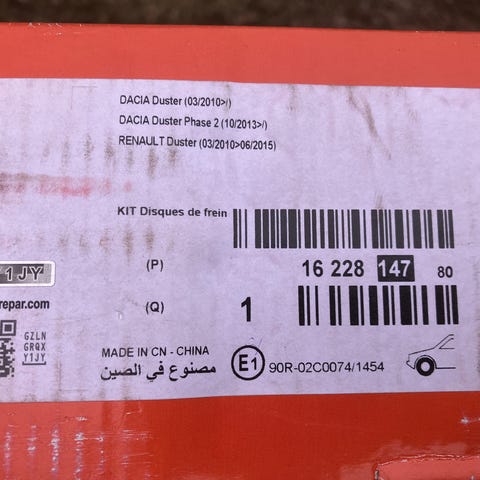 DACIA Duster (03/2010>/)
DACIA Duster Phase 2 (10/2013>/)
RENAULT Duster (03/2010>06/2015)
KIT Disques de frein
(P) 16 228 147 80
1JY
repar.com
(Q) 1
GZLN
GRQX
Y1JY
MADE IN CN - CHINA
مصنوع في الصين
E1 90R-02C0074/1454